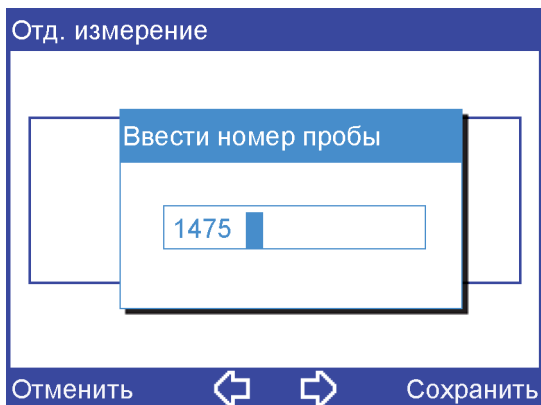 Отд. измерение
Ввести номер пробы
1475
Отменить Сохранить